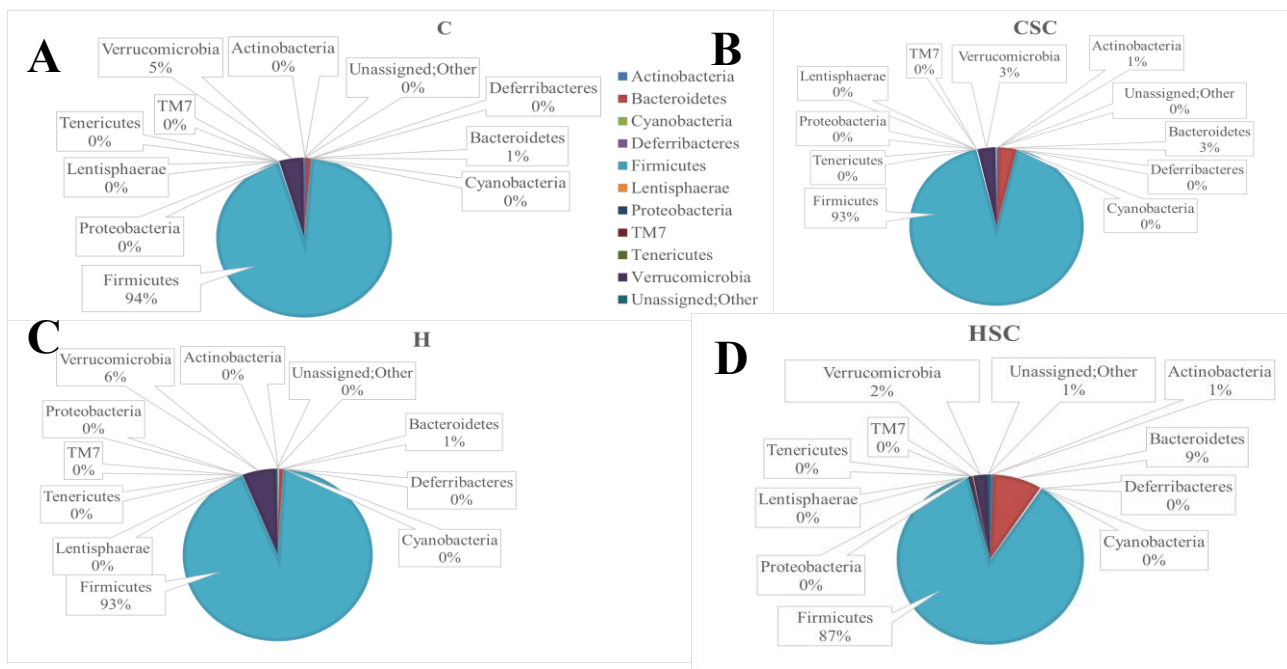 A
C
Verrucomicrobia
5%
Actinobacteria
0%
Unassigned;Other
0%
Deferribacteres
0%
TM7
0%
Tenericutes
0%
Bacteroidetes
1%
Lentisphaerae
0%
Cyanobacteria
0%
Proteobacteria
0%
Firmicutes
94%
Actinobacteria
Bacteroidetes
Cyanobacteria
Deferribacteres
Firmicutes
Lentisphaerae
Proteobacteria
TM7
Tenericutes
Verrucomicrobia
Unassigned;Other
B
CSC
TM7
0%
Verrucomicrobia
3%
Actinobacteria
1%
Lentisphaerae
0%
Unassigned;Other
0%
Proteobacteria
0%
Bacteroidetes
3%
Tenericutes
0%
Deferribacteres
0%
Firmicutes
93%
Cyanobacteria
0%
C
H
Verrucomicrobia
6%
Actinobacteria
0%
Unassigned;Other
0%
Proteobacteria
0%
Bacteroidetes
1%
TM7
0%
Deferribacteres
0%
Tenericutes
0%
Cyanobacteria
0%
Lentisphaerae
0%
Firmicutes
93%
D
HSC
Verrucomicrobia
2%
Unassigned;Other
1%
Actinobacteria
1%
TM7
0%
Bacteroidetes
9%
Tenericutes
0%
Deferribacteres
0%
Lentisphaerae
0%
Cyanobacteria
0%
Proteobacteria
0%
Firmicutes
87%